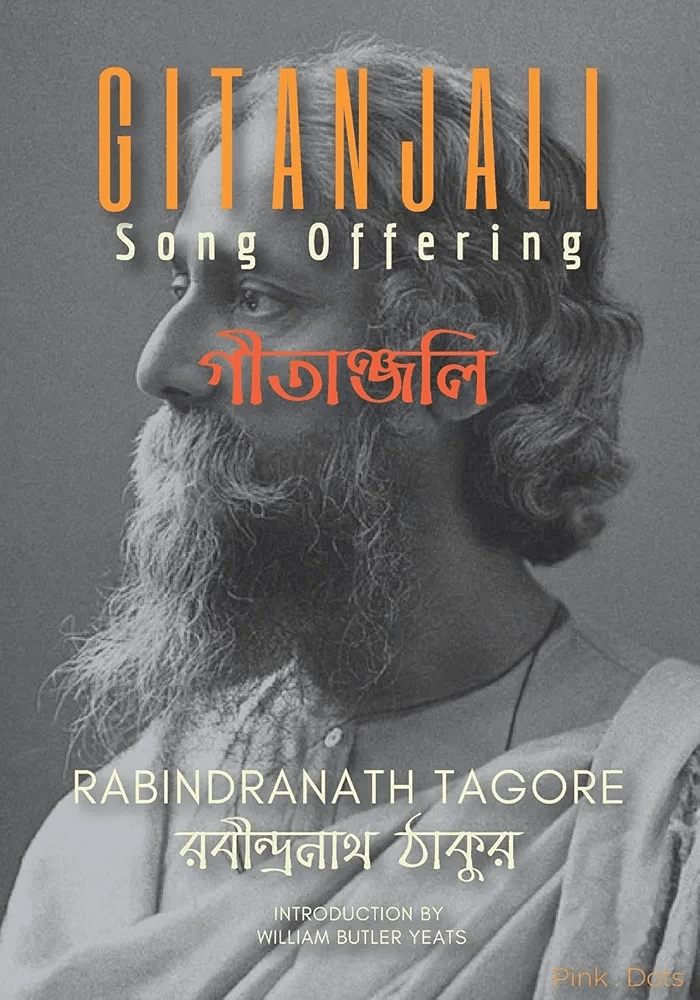 GITANJALI
Song Offering
গীতাঞ্জলি
RABINDRANATH TAGORE
রবীন্দ্রনাথ ঠাকুর
INTRODUCTION BY
WILLIAM BUTLER YEATS
Pink . Dots